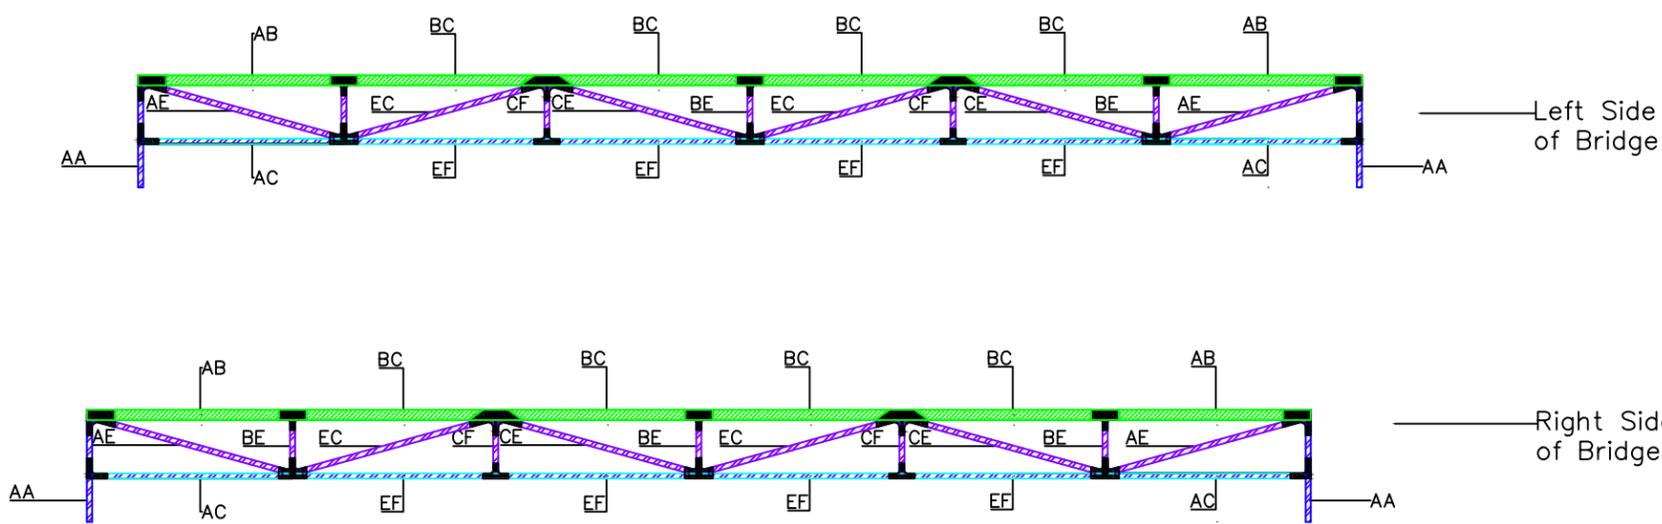 AB BC BC BC BC AB
AE EC CF CE BE EC CF CE BE AE
Left Side
of Bridge
AA AC EF EF EF EF AC AA
AB BC BC BC BC AB
AE BE EC CF CE BE EC CF CE BE AE
Right Sid
of Bridge
AA AC EF EF EF EF AC AA